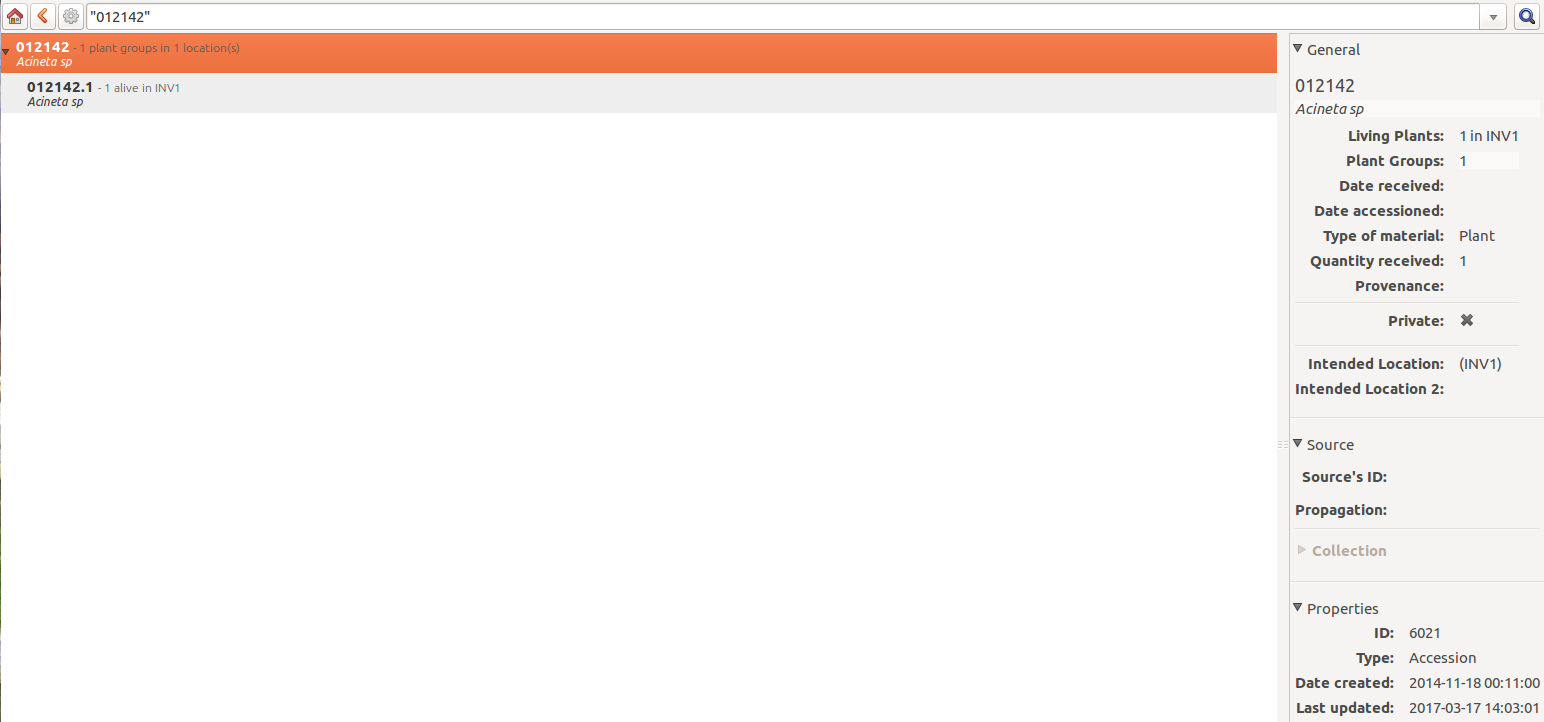 "012142"
012142 - 1 plant groups in 1 location(s)
Acineta sp
012142.1 - 1 alive in INV1
Acineta sp
General
012142
Acineta sp
Living Plants: 1 in INV1
Plant Groups: 1
Date received:
Date accessioned:
Type of material: Plant
Quantity received: 1
Provenance:
Private:
Intended Location: (INV1)
Intended Location 2:
Source
Source's ID:
Propagation:
Collection
Properties
ID: 6021
Type: Accession
Date created: 2014-11-18 00:11:00
Last updated: 2017-03-17 14:03:01